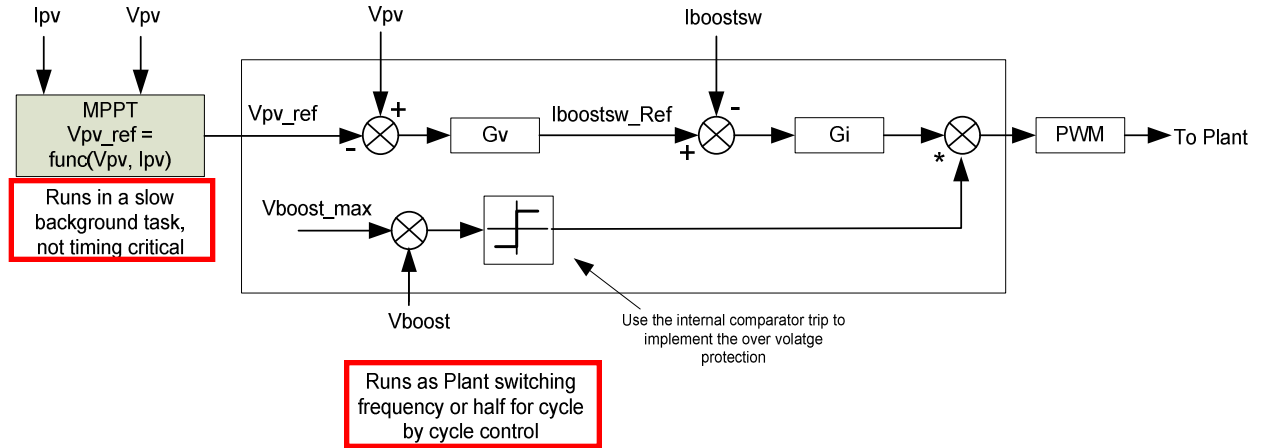 Ipv
Vpv
Vpv
Iboostsw
MPPT
Vpv_ref =
func(Vpv, Ipv)
Vpv_ref
+
-
Gv
Iboostsw_Ref
-
+
Gi
*
PWM
To Plant
Runs in a slow
background task,
not timing critical
Vboost_max
Vboost
Use the internal comparator trip to
implement the over volatge
protection
Runs as Plant switching
frequency or half for cycle
by cycle control